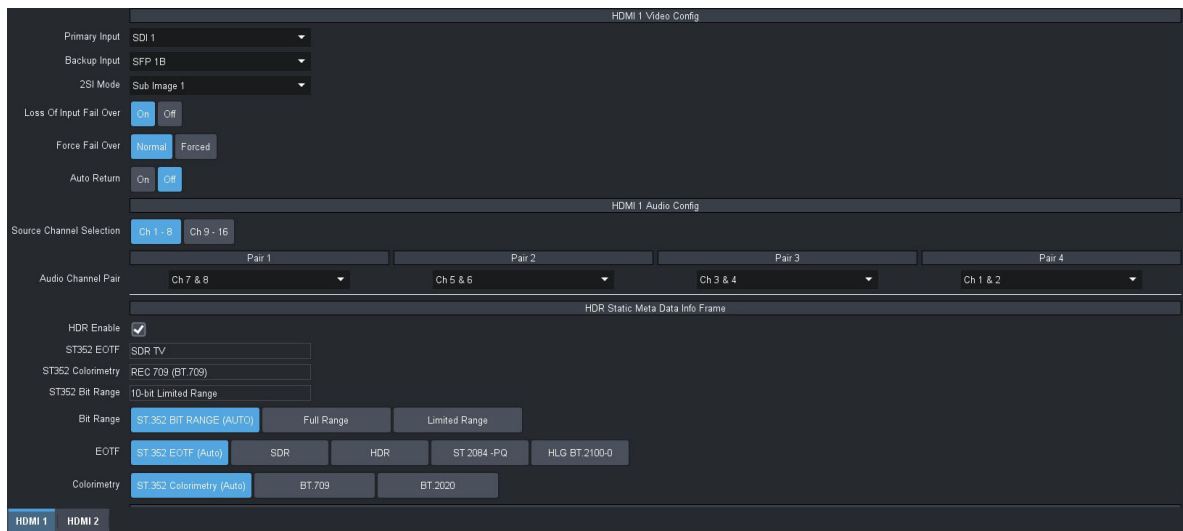 HDMI 1 Video Config
Primary Input SDI 1
Backup Input SFP 1B
2SI Mode Sub Image 1
Loss Of Input Fail Over On Off
Force Fail Over Normal Forced
Auto Return On Off
HDMI 1 Audio Config
Source Channel Selection Ch 1 - 8 Ch 9 - 16
Pair 1 Pair 2 Pair 3 Pair 4
Audio Channel Pair Ch 7 & 8 Ch 5 & 6 Ch 3 & 4 Ch 1 & 2
HDR Static Meta Data Info Frame
HDR Enable
ST352 EOTF SDR TV
ST352 Colorimetry REC 709 (BT.709)
ST352 Bit Range 10-bit Limited Range
Bit Range ST.352 BIT RANGE (AUTO) Full Range Limited Range
EOTF ST.352 EOTF (Auto) SDR HDR ST 2084 -PQ HLG BT.2100-0
Colorimetry ST.352 Colorimetry (Auto) BT.709 BT.2020
HDMI 1 HDMI 2